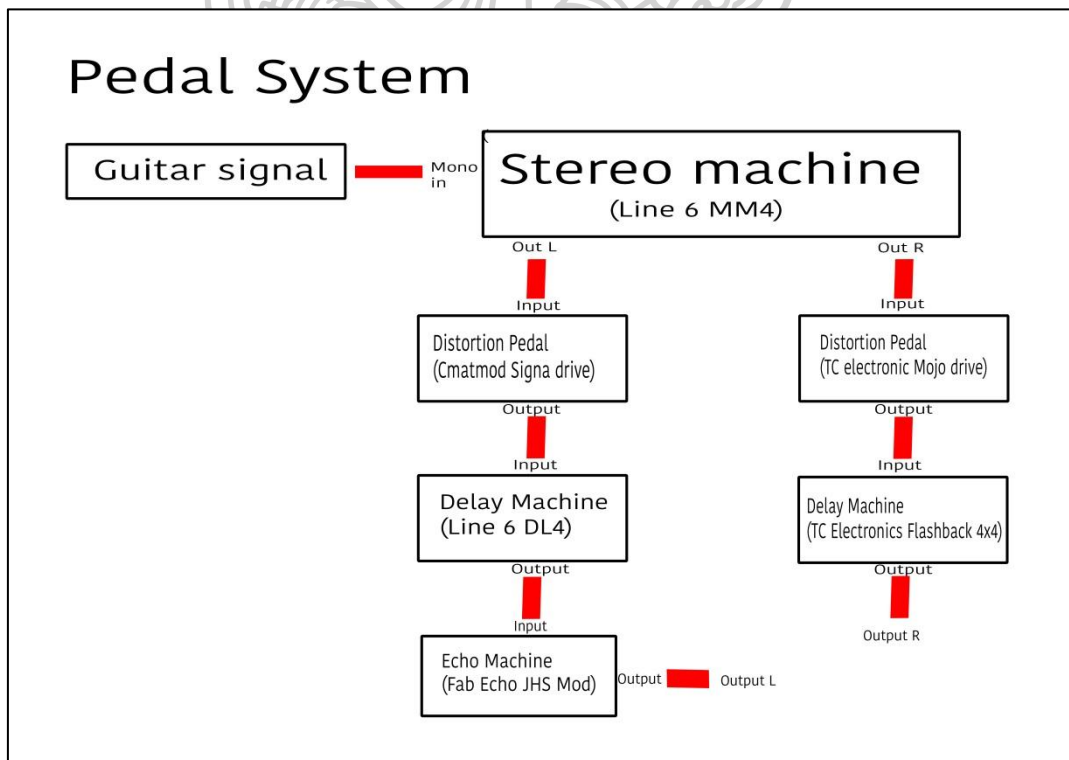 Pedal System
Guitar signal
Mono
in
Stereo machine
(Line 6 MM4)
Out L
Out R
Input
Input
Distortion Pedal
(Cmatmod Signa drive)
Distortion Pedal
(TC electronic Mojo drive)
Output
Output
Input
Input
Delay Machine
(Line 6 DL4)
Delay Machine
(TC Electronics Flashback 4x4)
Output
Output
Input
Output R
Echo Machine
(Fab Echo JHS Mod)
Output
Output L